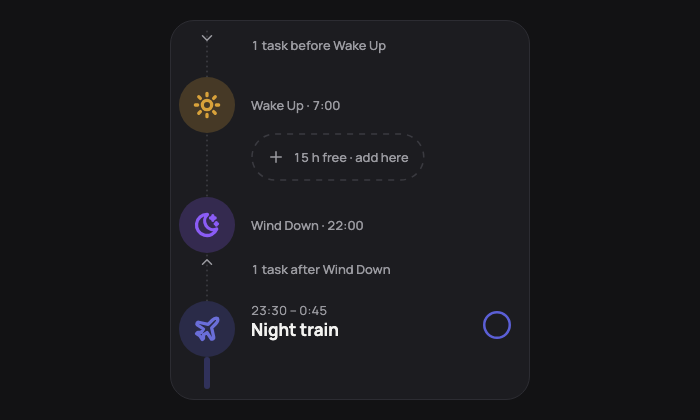 1 task before Wake Up
Wake Up · 7:00
15 h free · add here
Wind Down · 22:00
1 task after Wind Down
23:30 – 0:45
Night train